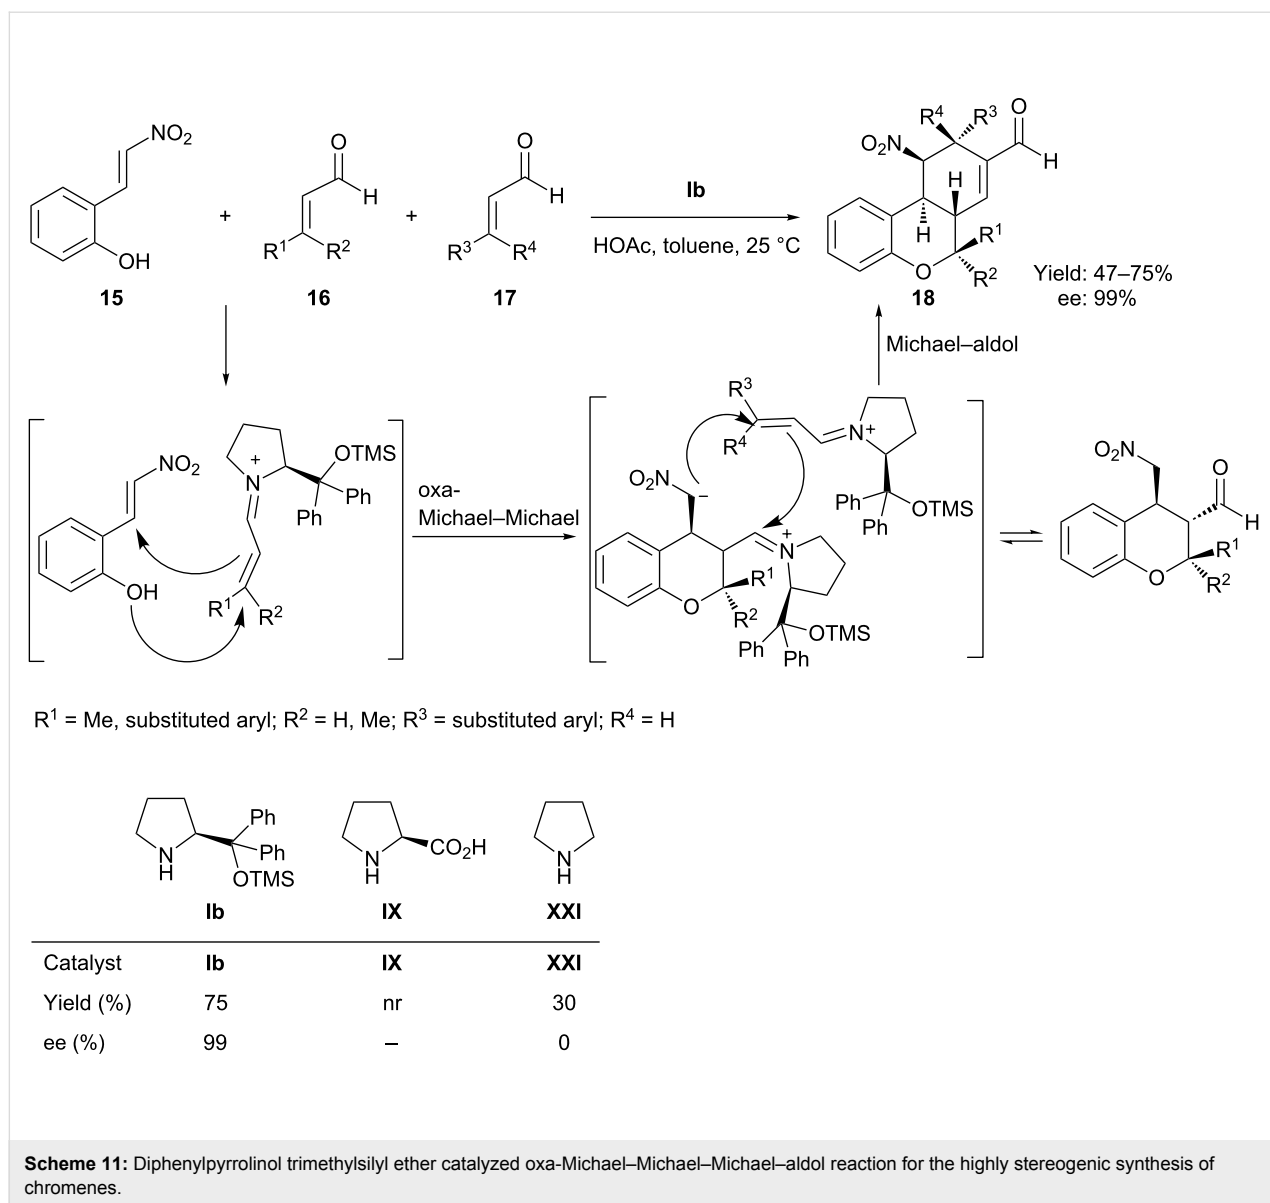 NO2
OH
15
+
O
H
R1 R2
16
+
O
H
R3 R4
17
Ib
HOAc, toluene, 25 °C
R4 R3 O
O2N H
H
H
R1
O R2
18
Yield: 47–75%
ee: 99%
Michael–aldol
NO2
OH
+
N
OTMS
Ph
Ph
R1 R2
oxa-
Michael–Michael
R3
R4
N+
Ph OTMS
Ph
O2N
–
+
N
R1
O R2
OTMS
Ph Ph
O2N
O
H
R1
O R2
R1 = Me, substituted aryl; R2 = H, Me; R3 = substituted aryl; R4 = H
Ph
Ph
N
H
OTMS
N
H
CO2H
N
H
Ib IX XXI
Catalyst Ib IX XXI
Yield (%) 75 nr 30
ee (%) 99 – 0
Scheme 11: Diphenylpyrrolinol trimethylsilyl ether catalyzed oxa-Michael–Michael–Michael–aldol reaction for the highly stereogenic synthesis of
chromenes.